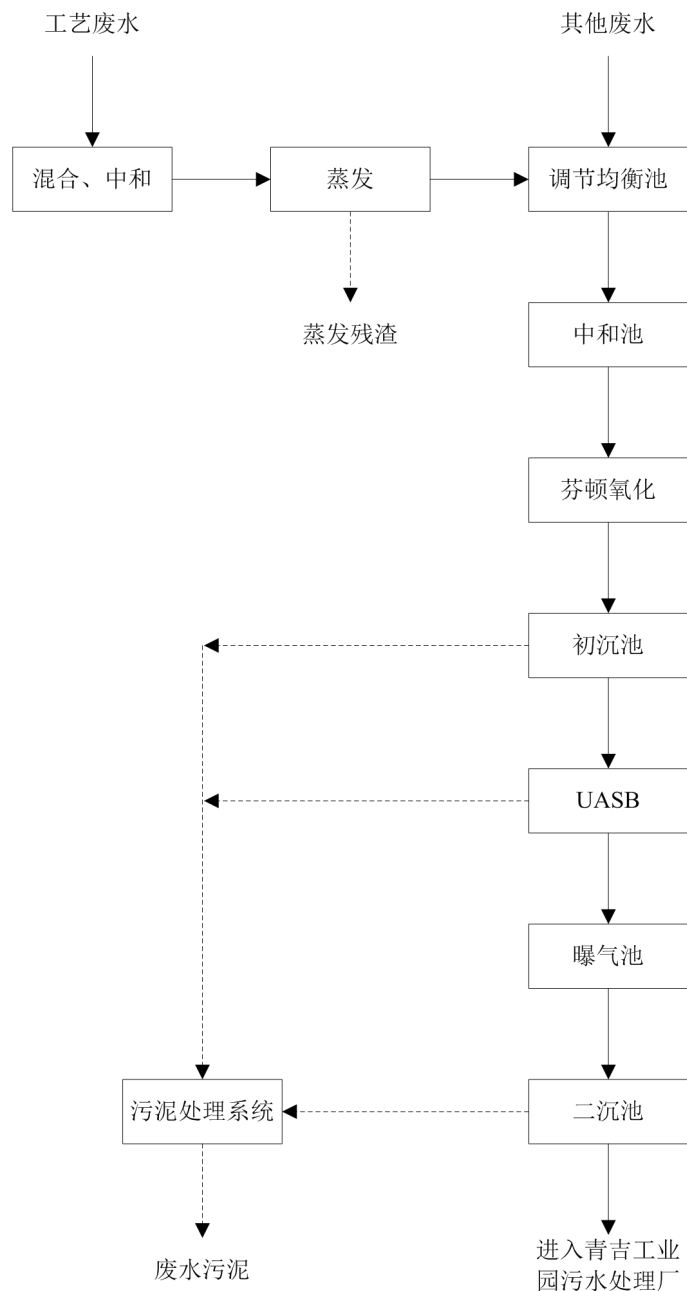 工艺废水
其他废水
混合、中和
蒸发
调节均衡池
蒸发残渣
中和池
芬顿氧化
初沉池
UASB
曝气池
污泥处理系统
二沉池
废水污泥
进入青吉工业
园污水处理厂